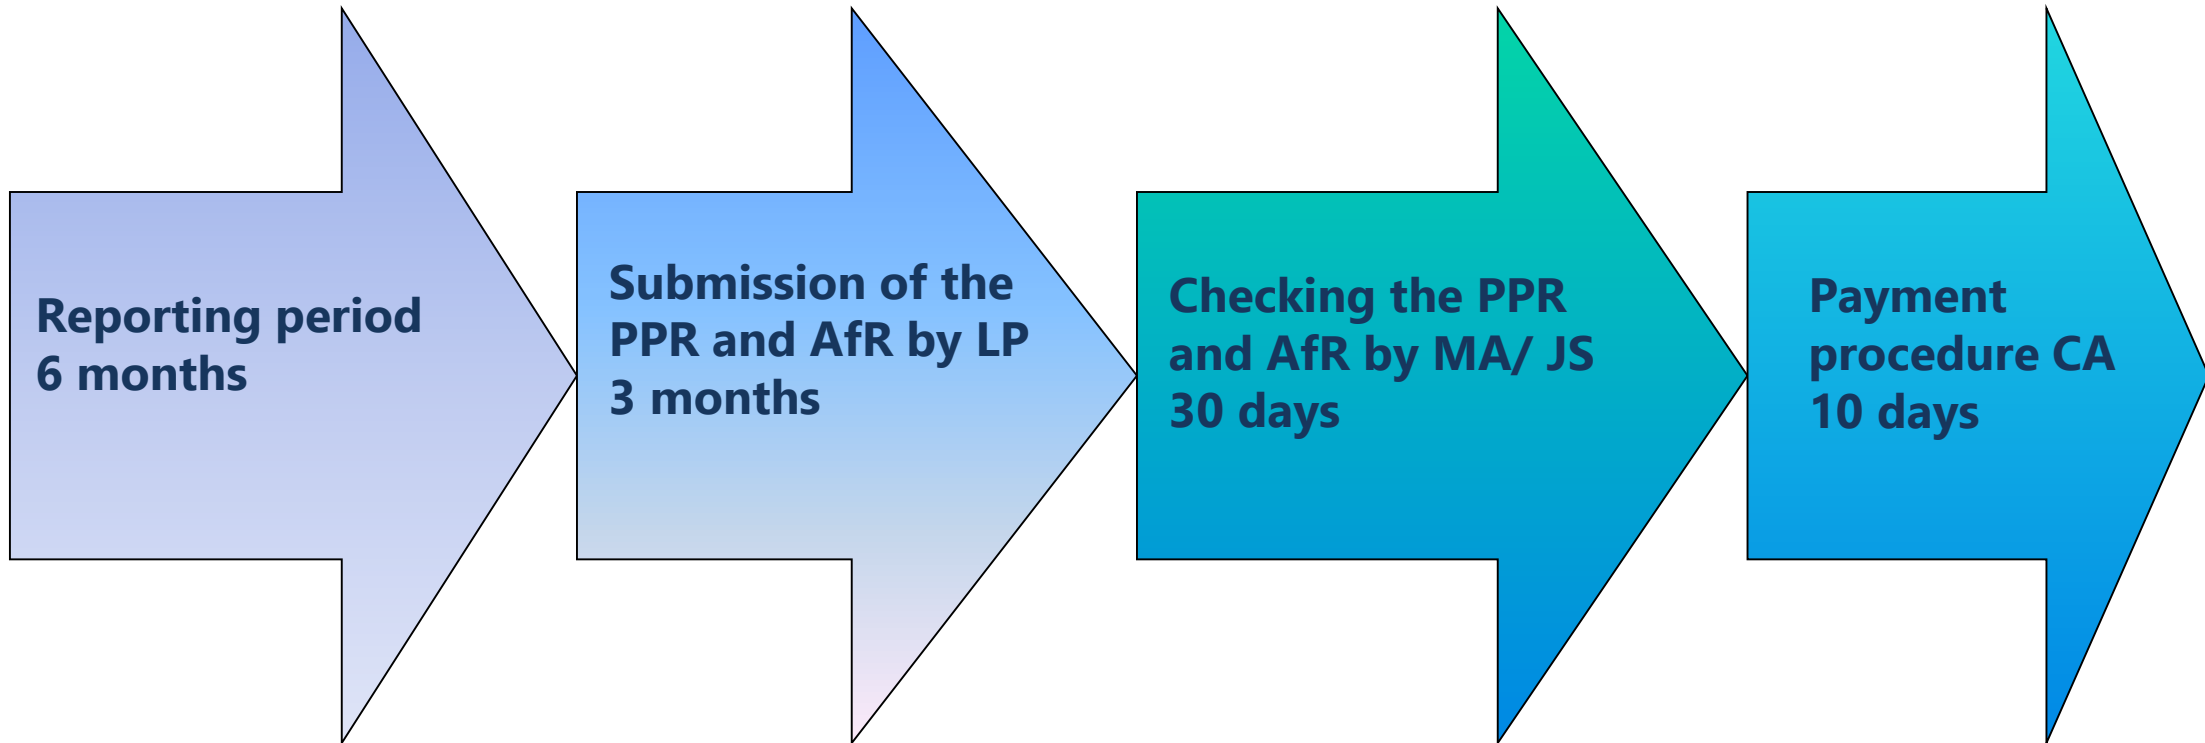 Reporting period
6 months
Submission of the
PPR and AfR by LP
3 months
Checking the PPR
and AfR by MA/ JS
30 days
Payment
procedure CA
10 days